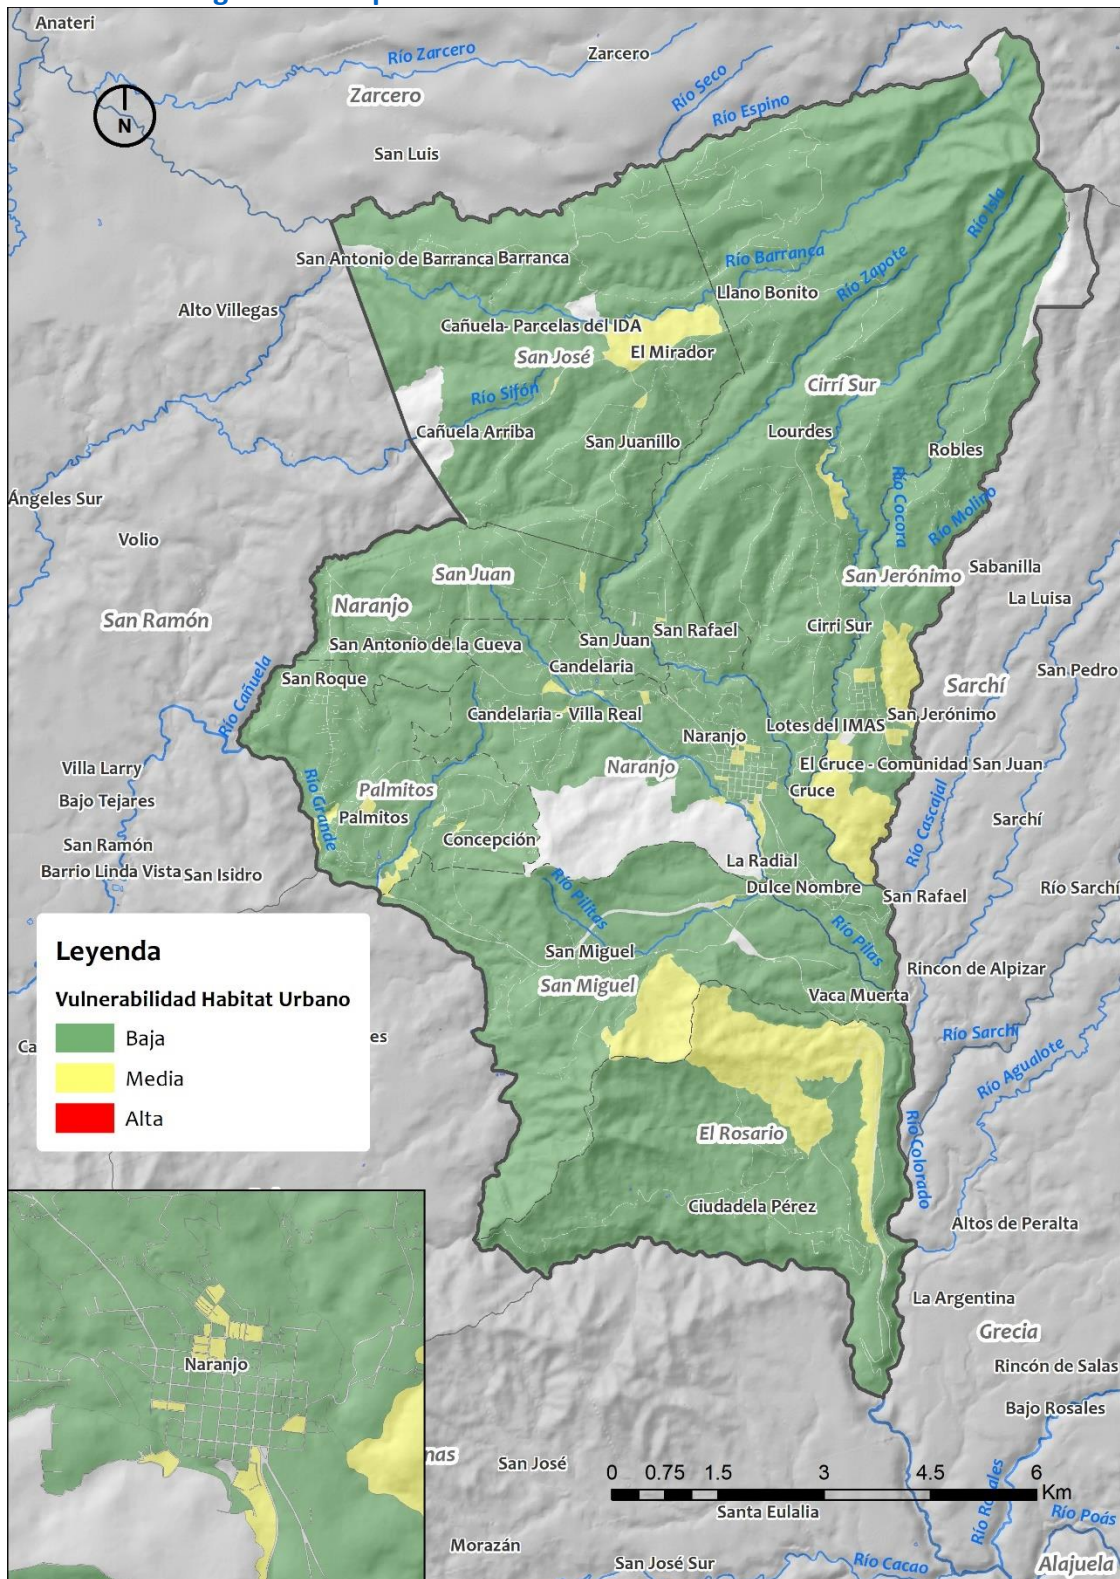 Anateri
Río Zarcero
Zarcero
Río Seco
Zarcero
Río Espino
N
San Luis
Río Isla
San Antonio de Barranca
Barranca
Río Barranca
Río Zapote
Llano Bonito
Alto Villegas
Cañuela- Parcelas del IDA
San José
El Mirador
Cirrí Sur
Río Sifón
Cañuela Arriba
San Juanillo
Lourdes
Robles
Ángeles Sur
Río Cocora
Río Molino
Volio
San Juan
San Jerónimo
Sabanilla
La Luisa
Naranjo
San Ramón
San Antonio de la Cueva
San Juan
San Rafael
Cirri Sur
Candelaria
San Pedro
San Roque
Río Cañuela
Sarchí
Candelaria - Villa Real
Lotes del IMAS
San Jerónimo
Naranjo
El Cruce - Comunidad San Juan
Villa Larry
Naranjo
Río Grande
Palmitos
Cruce
Bajo Tejares
Palmitos
Río Cascajal
Sarchí
San Ramón
Concepción
La Radial
Barrio Linda Vista
San Isidro
Río Pilitas
Dulce Nombre
San Rafael
Río Sarchí
Leyenda
San Miguel
Río Pilas
Rincon de Alpizar
San Miguel
Vaca Muerta
Vulnerabilidad Habitat Urbano
Baja
Media
Alta
Ca
es
Río Sarchí
Río Agualote
El Rosario
Río Colorado
Ciudadela Pérez
Altos de Peralta
La Argentina
Grecia
Rincón de Salas
Bajo Rosales
Naranjo
nas
San José
0 0.75 1.5 3 4.5 6
Km
Santa Eulalia
Río Rosales
Río Poás
Morazán
San José Sur
Río Cacao
Alajuela